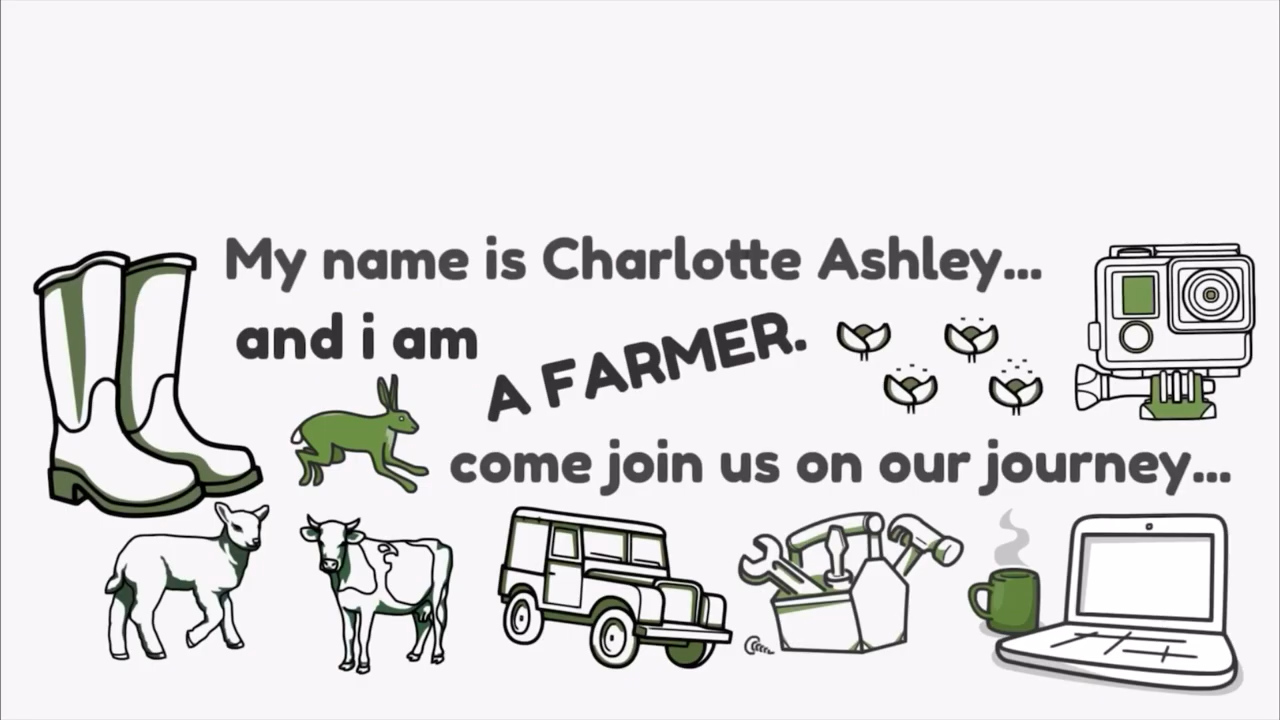 My name is Charlotte Ashley...
and i am
A FARMER.
come join us on our journey...